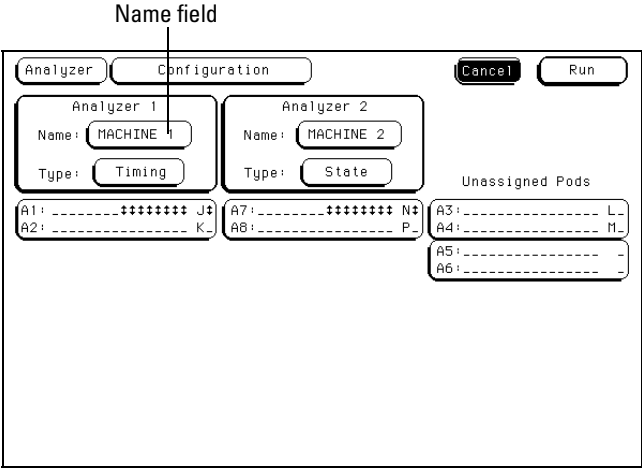 Name field
Analyzer Configuration Cancel Run
Analyzer 1
Name: MACHINE 1
Type: Timing
Analyzer 2
Name: MACHINE 2
Type: State
Unassigned Pods
A1:________↕↕↕↕↕↕↕↕ J↕
A2:________________ K_
A7:________↕↕↕↕↕↕↕↕ N↕
A8:________________ P_
A3:________________ L_
A4:________________ M_
A5:________________ _
A6:________________ _